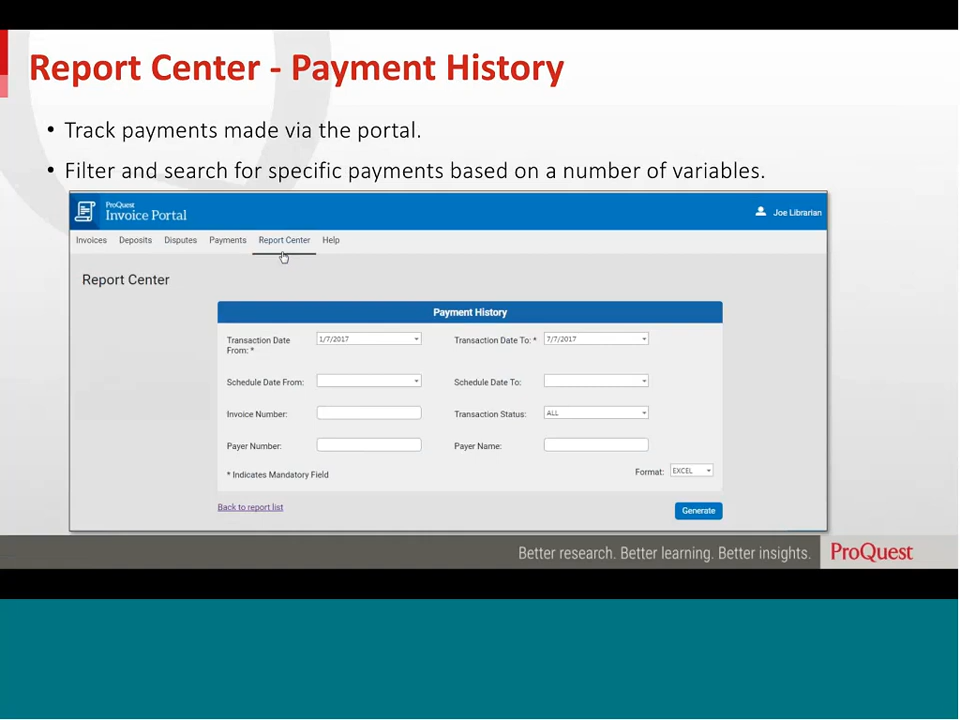 Report Center - Payment History
• Track payments made via the portal.
• Filter and search for specific payments based on a number of variables.
ProQuest
Invoice Portal
Joe Librarian
Invoices Deposits Disputes Payments Report Center Help
Report Center
Payment History
Transaction Date From: * 1/7/2017 Transaction Date To: * 7/7/2017
Schedule Date From: Schedule Date To:
Invoice Number: Transaction Status: ALL
Payer Number: Payer Name:
* Indicates Mandatory Field Format: EXCEL
Back to report list Generate
Better research. Better learning. Better insights. ProQuest